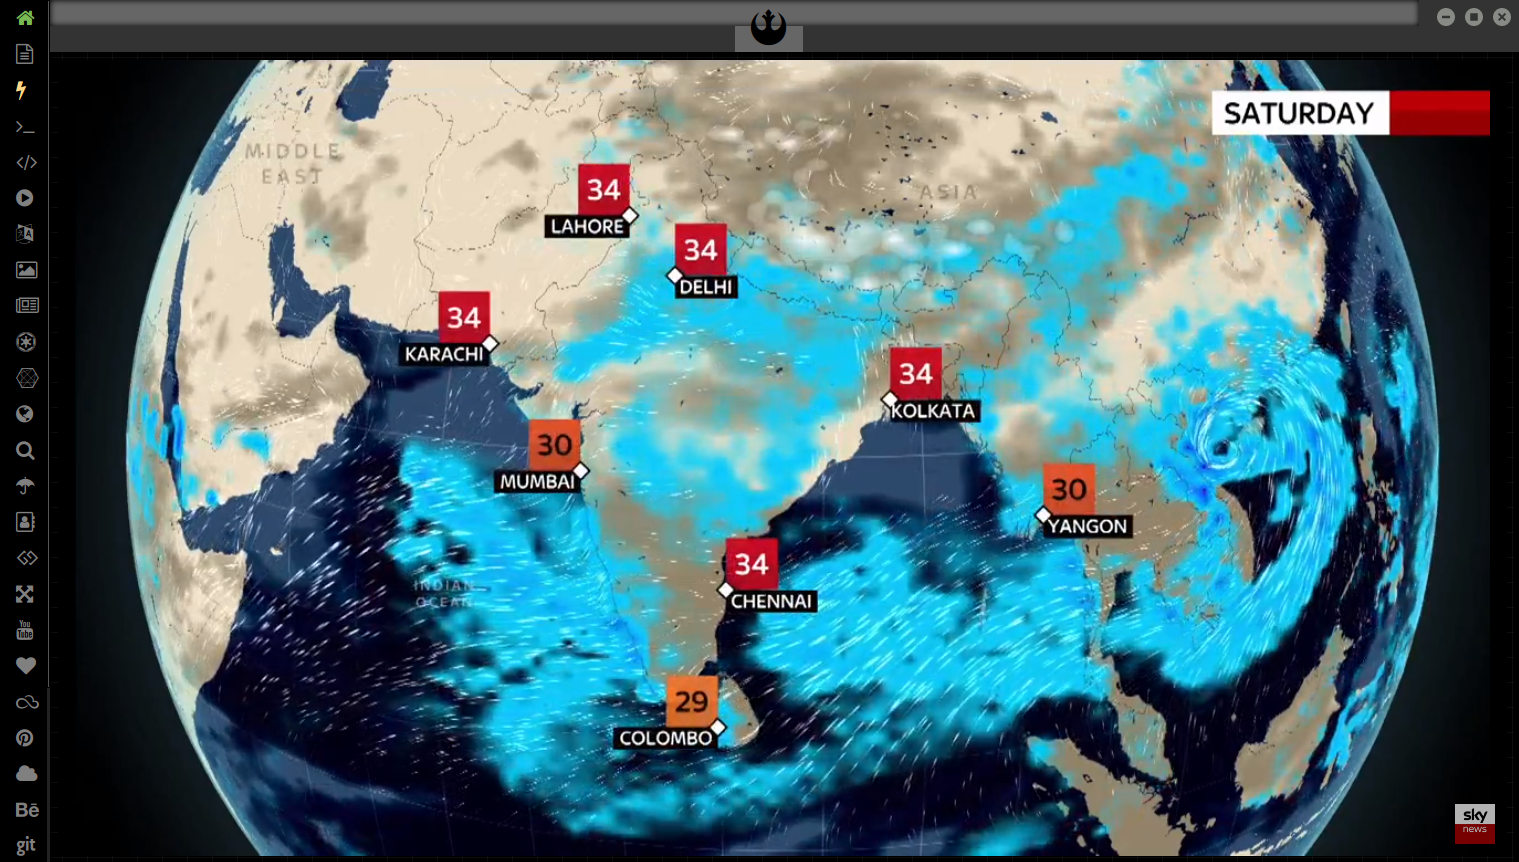 SATURDAY
MIDDLE
EAST
ASIA
34
LAHORE
34
DELHI
34
KARACHI
34
KOLKATA
30
MUMBAI
30
YANGON
34
CHENNAI
INDIAN
OCEAN
29
COLOMBO
sky
news
You
Tube
Bē
git